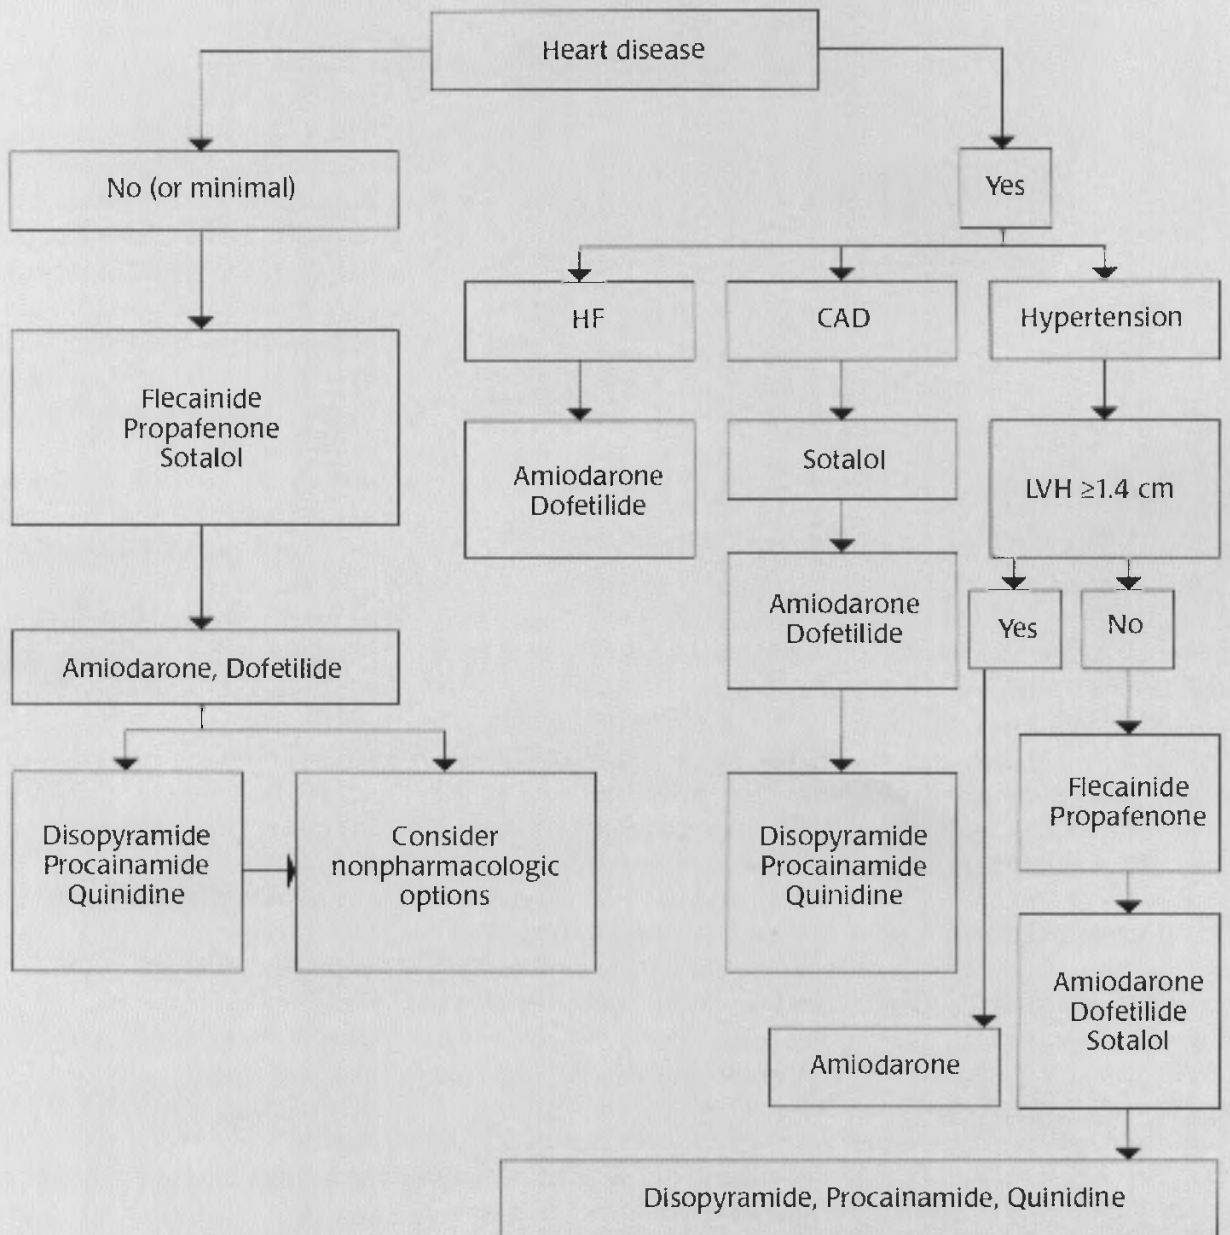 Heart disease
No (or minimal)
Yes
Flecainide
Propafenone
Sotalol
HF
CAD
Hypertension
Amiodarone
Dofetilide
Sotalol
LVH ≥1.4 cm
Amiodarone
Dofetilide
Yes
No
Amiodarone, Dofetilide
Disopyramide
Procainamide
Quinidine
Consider
nonpharmacologic
options
Disopyramide
Procainamide
Quinidine
Flecainide
Propafenone
Amiodarone
Amiodarone
Dofetilide
Sotalol
Disopyramide, Procainamide, Quinidine